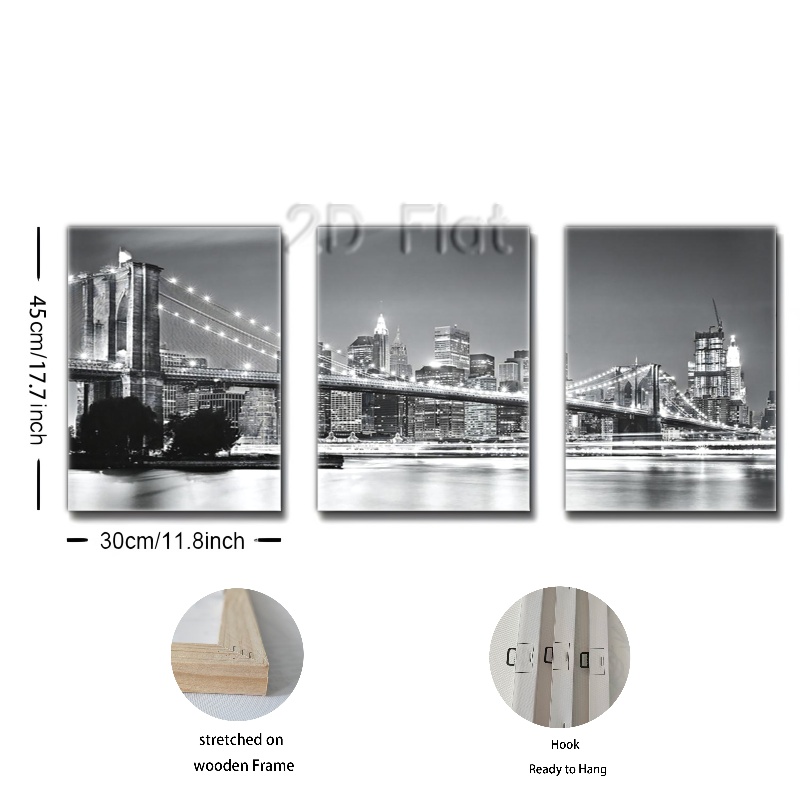 2D Flat
45cm/17.7inch
30cm/11.8inch
stretched on
wooden Frame
Hook
Ready to Hang